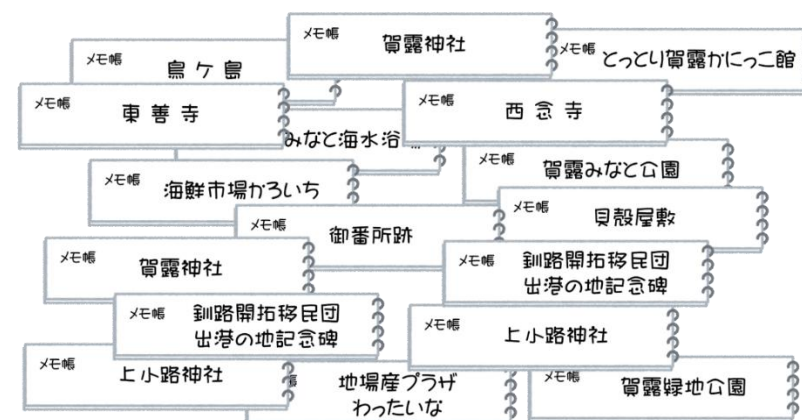 メモ帳
賀露神社
メモ帳
とっとり賀露かにっこ館
メモ帳
鳥ケ島
メモ帳
東善寺
メモ帳
西念寺
みなと海水浴
メモ帳
賀露みなと公園
メモ帳
海鮮市場かろいち
メモ帳
貝殻屋敷
メモ帳
御番所跡
メモ帳
賀露神社
メモ帳
釧路開拓移民団
出港の地記念碑
メモ帳
釧路開拓移民団
出港の地記念碑
メモ帳
上小路神社
メモ帳
上小路神社
地場産プラザ
わったいな
メモ帳
賀露緑地公園